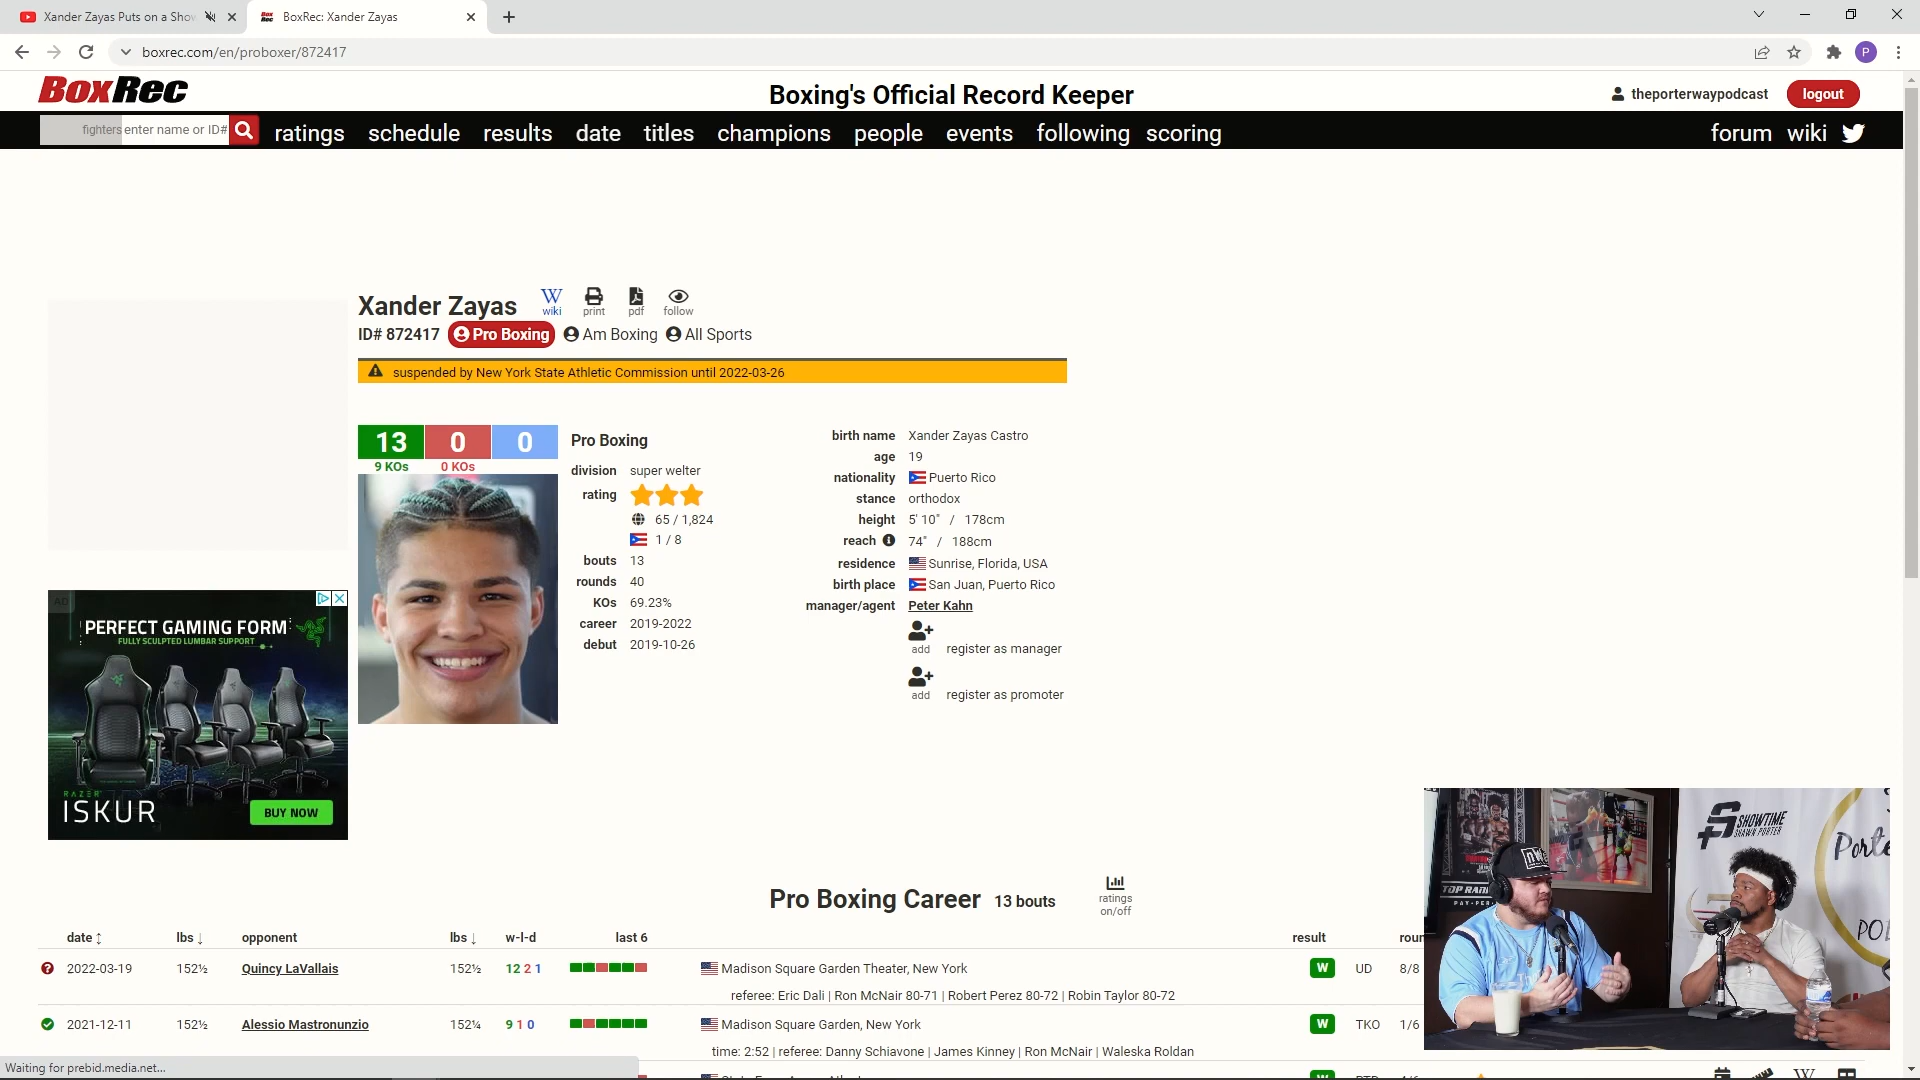 Xander Zayas Puts on a Show
BoxRec: Xander Zayas
boxrec.com/en/proboxer/872417
P
BoxRec
Boxing's Official Record Keeper
theporterwaypodcast
logout
fighters enter name or ID#
ratings schedule results date titles champions people events following scoring
forum wiki
Xander Zayas
W
wiki print pdf follow
ID# 872417 Pro Boxing Am Boxing All Sports
suspended by New York State Athletic Commission until 2022-03-26
13 0 0
9 KOs 0 KOs
Pro Boxing
division super welter
rating
65 / 1,824
1 / 8
bouts 13
rounds 40
KOs 69.23%
career 2019-2022
debut 2019-10-26
birth name Xander Zayas Castro
age 19
nationality Puerto Rico
stance orthodox
height 5' 10" / 178cm
reach 74" / 188cm
residence Sunrise, Florida, USA
birth place San Juan, Puerto Rico
manager/agent Peter Kahn
add register as manager
add register as promoter
AD
PERFECT GAMING FORM
FULLY SCULPTED LUMBAR SUPPORT
RAZER
ISKUR
BUY NOW
Pro Boxing Career 13 bouts
ratings
on/off
date lbs opponent lbs w-l-d last 6 result roun
2022-03-19 152½ Quincy LaVallais 152½ 12 2 1 Madison Square Garden Theater, New York W UD 8/8
referee: Eric Dali | Ron McNair 80-71 | Robert Perez 80-72 | Robin Taylor 80-72
2021-12-11 152½ Alessio Mastronunzio 152¼ 9 1 0 Madison Square Garden, New York W TKO 1/6
time: 2:52 | referee: Danny Schiavone | James Kinney | Ron McNair | Waleska Roldan
Waiting for prebid.media.net...
SHOWTIME
SHAWN PORTER
Porte
PO
TOP RAN
PAY-PER-